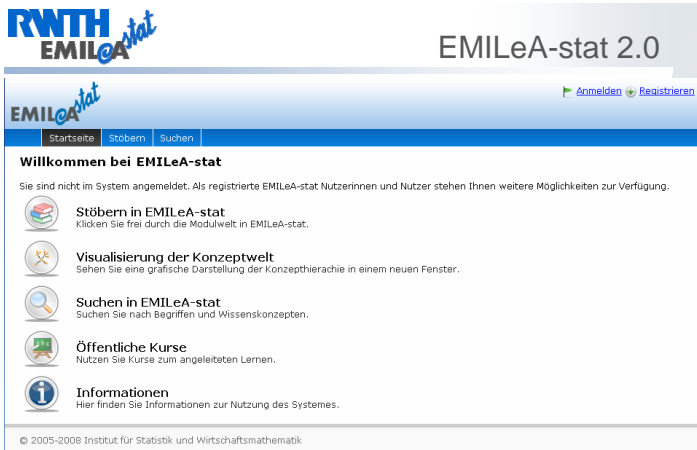 RWTH
EMILe@A stat
EMILeA-stat 2.0
EMILe@A stat
Anmelden Registrieren
Startseite Stöbern Suchen
Willkommen bei EMILeA-stat
Sie sind nicht im System angemeldet. Als registrierte EMILeA-stat Nutzerinnen und Nutzer stehen Ihnen weitere Möglichkeiten zur Verfügung.
Stöbern in EMILeA-stat
Klicken Sie frei durch die Modulwelt in EMILeA-stat.
Visualisierung der Konzeptwelt
Sehen Sie eine grafische Darstellung der Konzepthierachie in einem neuen Fenster.
Suchen in EMILeA-stat
Suchen Sie nach Begriffen und Wissenskonzepten.
Öffentliche Kurse
Nutzen Sie Kurse zum angeleiteten Lernen.
Informationen
Hier finden Sie Informationen zur Nutzung des Systemes.
© 2005-2008 Institut für Statistik und Wirtschaftsmathematik